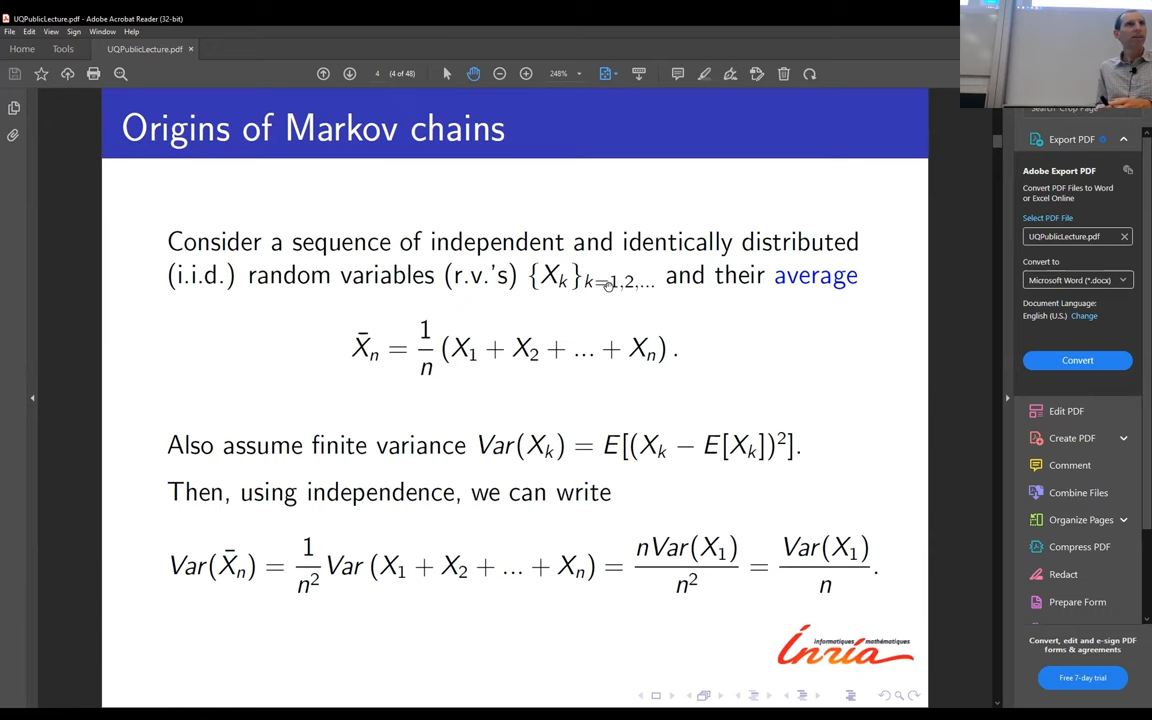 UQPublicLecture.pdf - Adobe Acrobat Reader (32-bit)
File Edit View Sign Window Help
Home Tools UQPublicLecture.pdf ×
4 (4 of 48) 248%
Origins of Markov chains
Consider a sequence of independent and identically distributed
(i.i.d.) random variables (r.v.'s) {X_k}_{k=1,2,...} and their average
X̄_n = 1/n (X_1 + X_2 + ... + X_n) .
Also assume finite variance Var(X_k) = E[(X_k − E[X_k])^2].
Then, using independence, we can write
Var(X̄_n) = 1/n^2 Var (X_1 + X_2 + ... + X_n) = nVar(X_1)/n^2 = Var(X_1)/n.
informatiques mathématiques
Inria
Search 'Crop Page'
Export PDF
Adobe Export PDF
Convert PDF Files to Word
or Excel Online
Select PDF File
UQPublicLecture.pdf
Convert to
Microsoft Word (*.docx)
Document Language:
English (U.S.) Change
Convert
Edit PDF
Create PDF
Comment
Combine Files
Organize Pages
Compress PDF
Redact
Prepare Form
Convert, edit and e-sign PDF
forms & agreements
Free 7-day trial